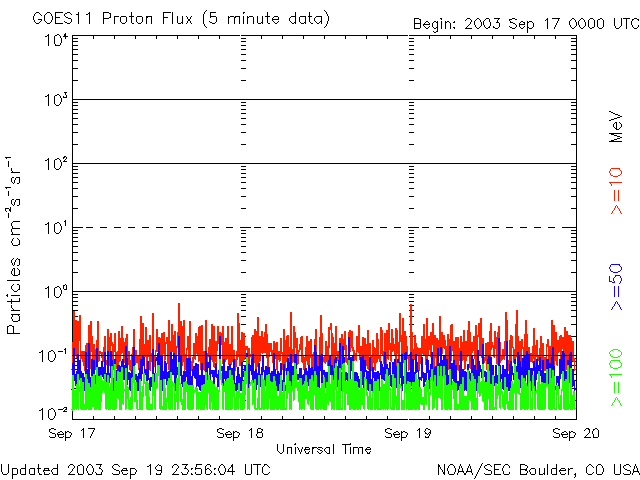 GOES11 Proton Flux (5 minute data)
Begin: 2003 Sep 17 0000 UTC
Particles cm⁻²s⁻¹sr⁻¹
10⁴
10³
10²
10¹
10⁰
10⁻¹
10⁻²
MeV
>=10
>=50
>=100
Sep 17 Sep 18 Sep 19 Sep 20
Universal Time
Updated 2003 Sep 19 23:56:04 UTC
NOAA/SEC Boulder, CO USA